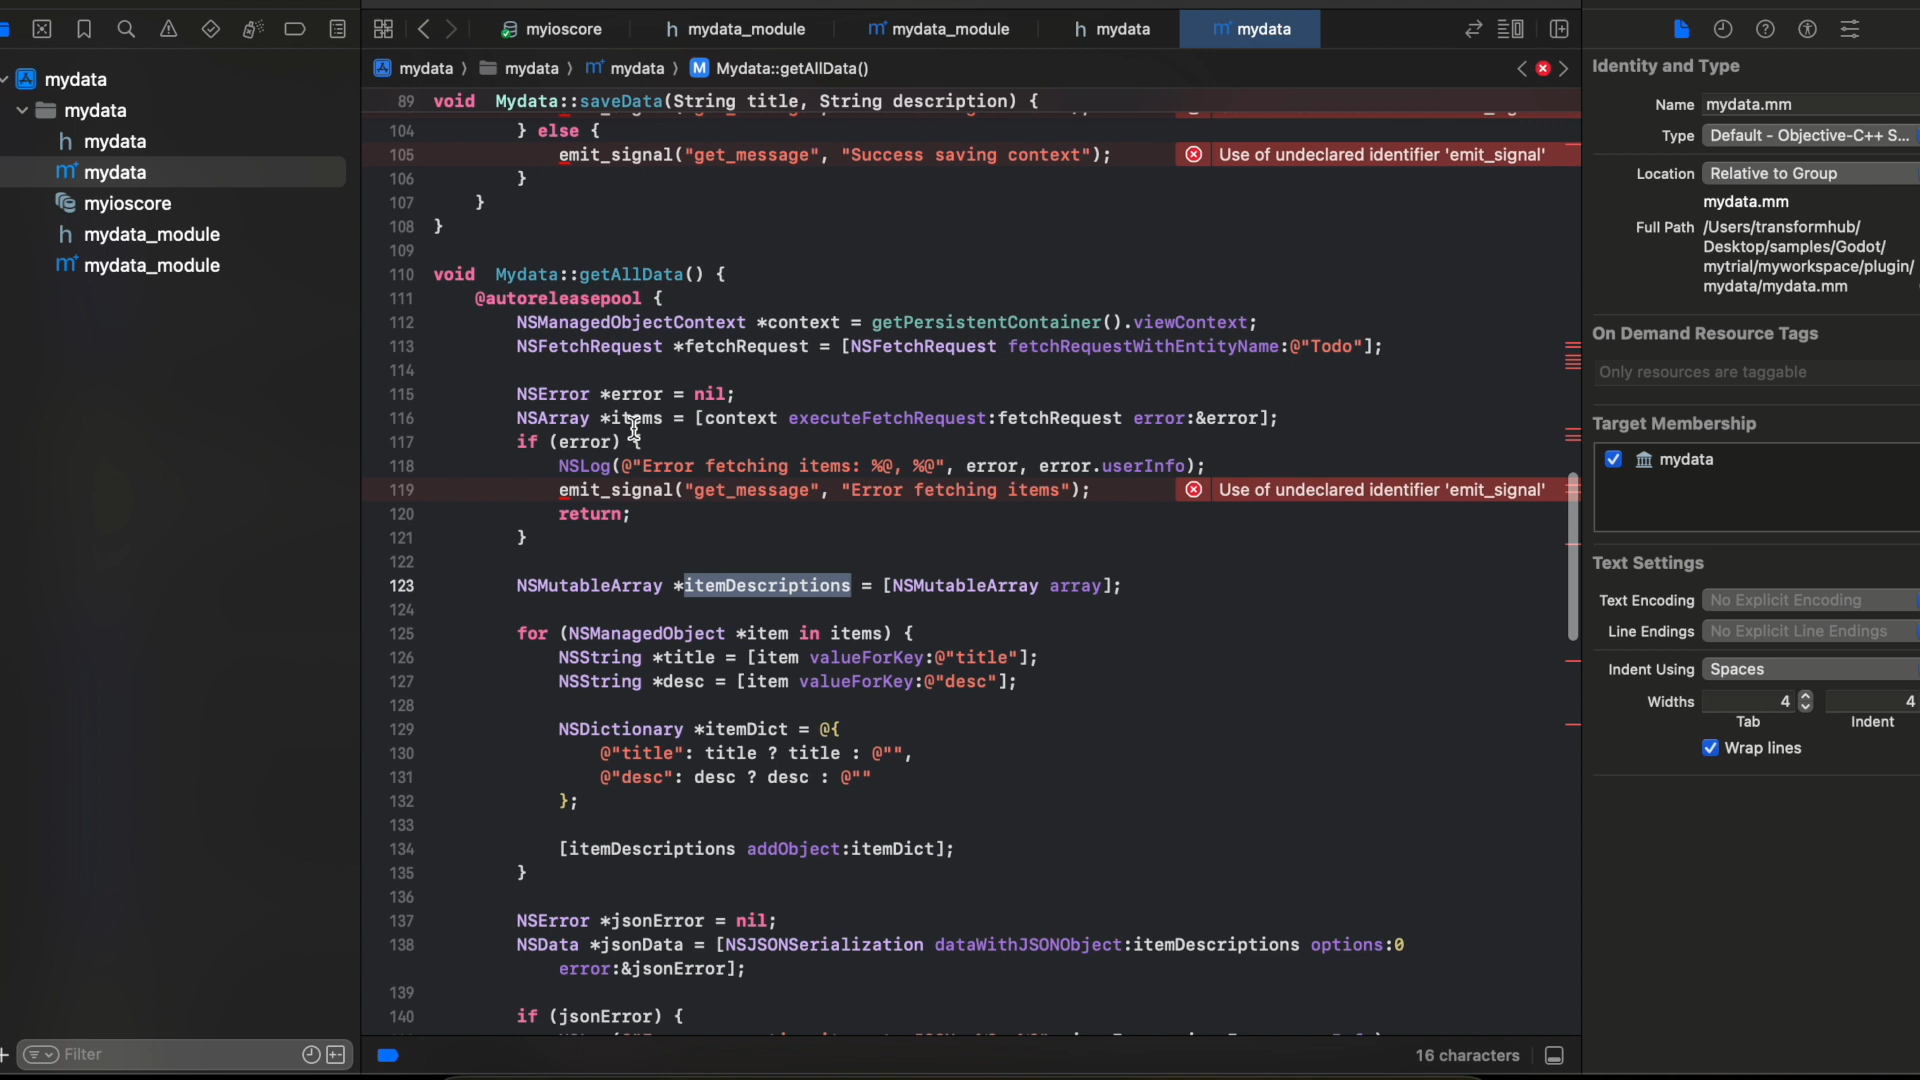 myioscore
mydata_module
mydata_module
mydata
mydata
mydata
mydata
mydata
mydata
myioscore
mydata_module
mydata_module
Filter
mydata ⟩ mydata ⟩ mydata ⟩ M Mydata::getAllData()
89 void Mydata::saveData(String title, String description) {
104 } else {
105 emit_signal("get_message", "Success saving context"); Use of undeclared identifier 'emit_signal'
106 }
107 }
108 }
109
110 void Mydata::getAllData() {
111 @autoreleasepool {
112 NSManagedObjectContext *context = getPersistentContainer().viewContext;
113 NSFetchRequest *fetchRequest = [NSFetchRequest fetchRequestWithEntityName:@"Todo"];
114
115 NSError *error = nil;
116 NSArray *items = [context executeFetchRequest:fetchRequest error:&error];
117 if (error) {
118 NSLog(@"Error fetching items: %@, %@", error, error.userInfo);
119 emit_signal("get_message", "Error fetching items"); Use of undeclared identifier 'emit_signal'
120 return;
121 }
122
123 NSMutableArray *itemDescriptions = [NSMutableArray array];
124
125 for (NSManagedObject *item in items) {
126 NSString *title = [item valueForKey:@"title"];
127 NSString *desc = [item valueForKey:@"desc"];
128
129 NSDictionary *itemDict = @{
130 @"title": title ? title : @"",
131 @"desc": desc ? desc : @""
132 };
133
134 [itemDescriptions addObject:itemDict];
135 }
136
137 NSError *jsonError = nil;
138 NSData *jsonData = [NSJSONSerialization dataWithJSONObject:itemDescriptions options:0
error:&jsonError];
139
140 if (jsonError) {
16 characters
Identity and Type
Name mydata.mm
Type Default - Objective-C++ S...
Location Relative to Group
mydata.mm
Full Path /Users/transformhub/
Desktop/samples/Godot/
mytrial/myworkspace/plugin/
mydata/mydata.mm
On Demand Resource Tags
Only resources are taggable
Target Membership
mydata
Text Settings
Text Encoding No Explicit Encoding
Line Endings No Explicit Line Endings
Indent Using Spaces
Widths 4 4
Tab Indent
Wrap lines